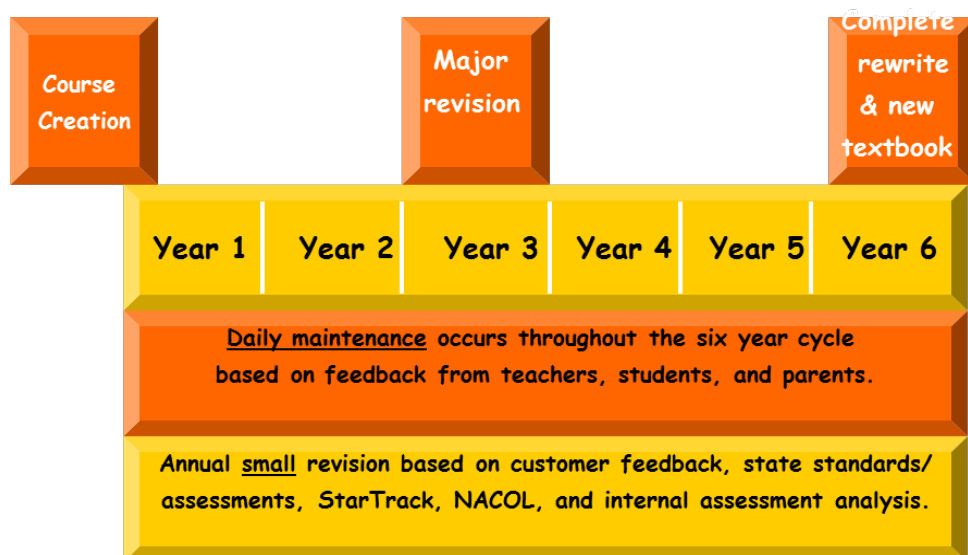 Course
Creation
Major
revision
Complete
rewrite
& new
textbook
Year 1 Year 2 Year 3 Year 4 Year 5 Year 6
Daily maintenance occurs throughout the six year cycle
based on feedback from teachers, students, and parents.
Annual small revision based on customer feedback, state standards/
assessments, StarTrack, NACOL, and internal assessment analysis.